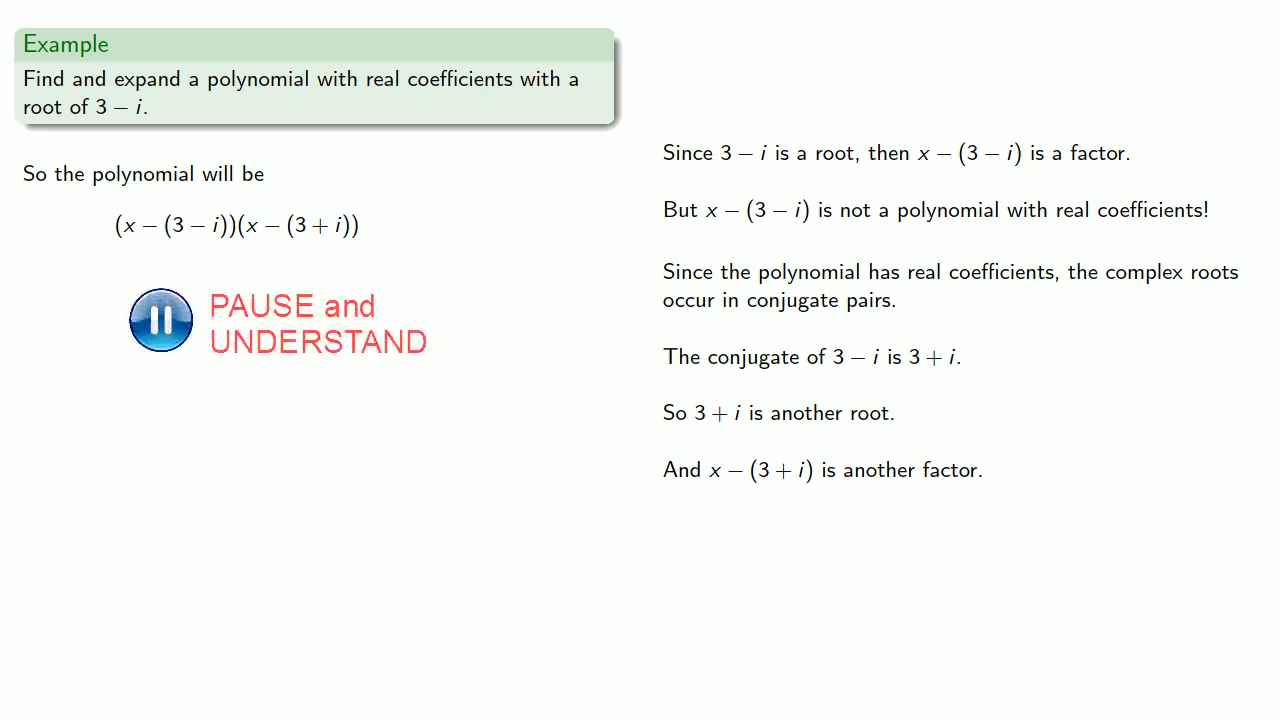 Example
Find and expand a polynomial with real coefficients with a
root of 3 − i.
So the polynomial will be
(x − (3 − i))(x − (3 + i))
PAUSE and
UNDERSTAND
Since 3 − i is a root, then x − (3 − i) is a factor.
But x − (3 − i) is not a polynomial with real coefficients!
Since the polynomial has real coefficients, the complex roots
occur in conjugate pairs.
The conjugate of 3 − i is 3 + i.
So 3 + i is another root.
And x − (3 + i) is another factor.